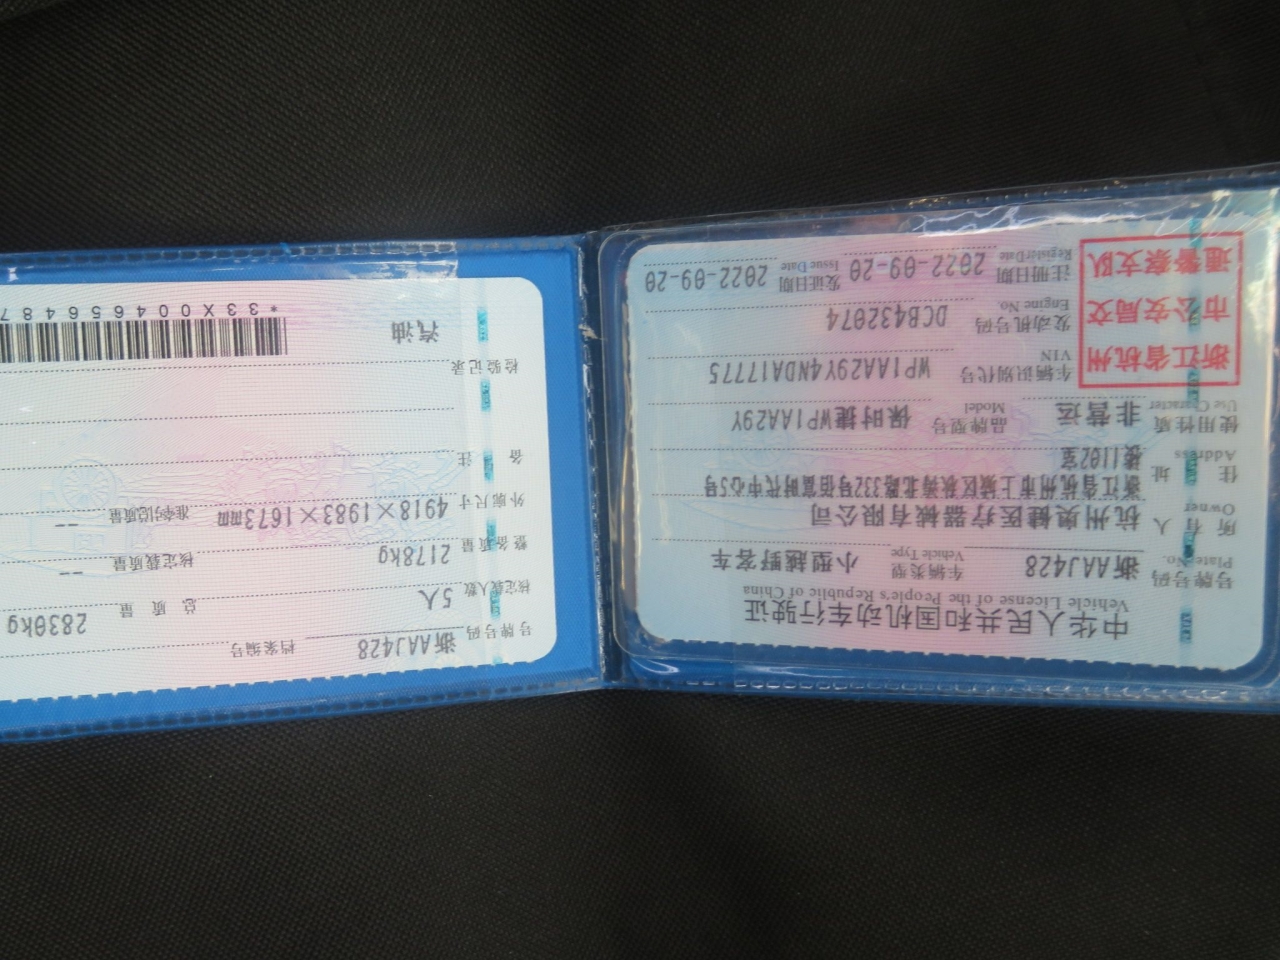 中华人民共和国机动车行驶证
Vehicle License of the People's Republic of China
号牌号码 浙AAJ428 车辆类型 小型越野客车
Plate No. Vehicle Type
所有人 杭州奥健医疗器械有限公司
Owner
住址 浙江省杭州市上城区秋涛北路332号佰富时代中心5号
Address 楼1102室
使用性质 非营运 品牌型号 保时捷WP1AA29Y
Use Character Model
浙江省杭州
市公安局交
通警察支队
车辆识别代号 WP1AA29Y4NDA17775
VIN
发动机号码 DCB432074
Engine No.
注册日期 2022-09-20 发证日期 2022-09-20
Register Date Issue Date
号牌号码 浙AAJ428 档案编号
核定载人数 5人 总质量 2830kg
整备质量 2178kg 核定载质量 --
外廓尺寸 4918×1983×1673mm 准牵引总质量 --
备注
检验记录
汽油
*33X004656487